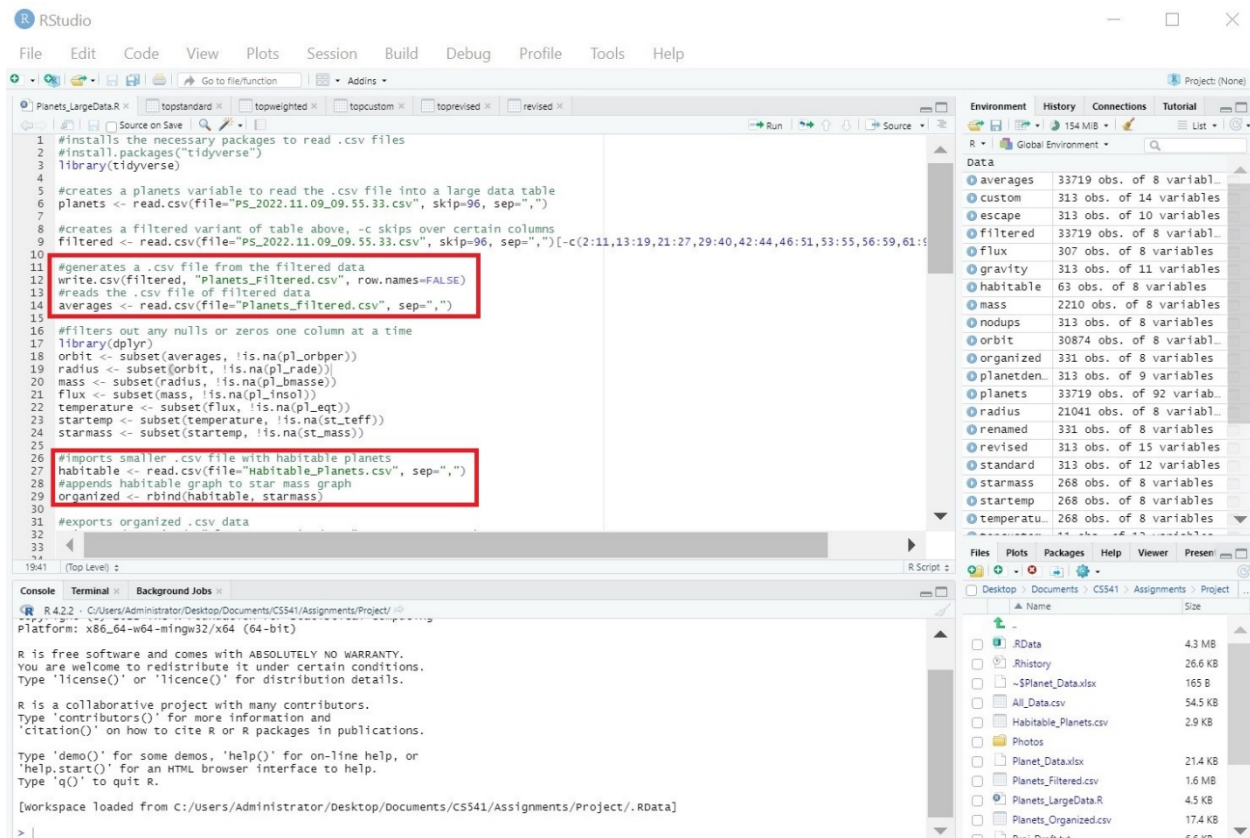 RStudio
File Edit Code View Plots Session Build Debug Profile Tools Help
Go to file/function Addins
Project: (None)
Planets_LargeData.R topstandard topweighted topcustom toprevised revised
Source on Save Run Source
1 #installs the necessary packages to read .csv files
2 #install.packages("tidyverse")
3 library(tidyverse)
4
5 #creates a planets variable to read the .csv file into a large data table
6 planets <- read.csv(file="PS_2022.11.09_09.55.33.csv", skip=96, sep=",")
7
8 #creates a filtered variant of table above, -c skips over certain columns
9 filtered <- read.csv(file="PS_2022.11.09_09.55.33.csv", skip=96, sep=",")[-c(2:11,13:19,21:27,29:40,42:44,46:51,53:55,56:59,61:9
10
11 #generates a .csv file from the filtered data
12 write.csv(filtered, "Planets_Filtered.csv", row.names=FALSE)
13 #reads the .csv file of filtered data
14 averages <- read.csv(file="Planets_filtered.csv", sep=",")
15
16 #filters out any nulls or zeros one column at a time
17 library(dplyr)
18 orbit <- subset(averages, !is.na(pl_orbper))
19 radius <- subset(orbit, !is.na(pl_rade))
20 mass <- subset(radius, !is.na(pl_bmasse))
21 flux <- subset(mass, !is.na(pl_insol))
22 temperature <- subset(flux, !is.na(pl_eqt))
23 startemp <- subset(temperature, !is.na(st_teff))
24 starmass <- subset(startemp, !is.na(st_mass))
25
26 #imports smaller .csv file with habitable planets
27 habitable <- read.csv(file="Habitable_Planets.csv", sep=",")
28 #appends habitable graph to star mass graph
29 organized <- rbind(habitable, starmass)
30
31 #exports organized .csv data
32
33
19:41 (Top Level) R Script
Console Terminal Background Jobs
R 4.2.2 · C:/Users/Administrator/Desktop/Documents/CS541/Assignments/Project/
Platform: x86_64-w64-mingw32/x64 (64-bit)
R is free software and comes with ABSOLUTELY NO WARRANTY.
You are welcome to redistribute it under certain conditions.
Type 'license()' or 'licence()' for distribution details.
R is a collaborative project with many contributors.
Type 'contributors()' for more information and
'citation()' on how to cite R or R packages in publications.
Type 'demo()' for some demos, 'help()' for on-line help, or
'help.start()' for an HTML browser interface to help.
Type 'q()' to quit R.
[Workspace loaded from C:/Users/Administrator/Desktop/Documents/CS541/Assignments/Project/.RData]
>
Environment History Connections Tutorial
154 MiB List
R Global Environment
Data
averages 33719 obs. of 8 variabl…
custom 313 obs. of 14 variables
escape 313 obs. of 10 variables
filtered 33719 obs. of 8 variabl…
flux 307 obs. of 8 variables
gravity 313 obs. of 11 variables
habitable 63 obs. of 8 variables
mass 2210 obs. of 8 variables
nodups 313 obs. of 8 variables
orbit 30874 obs. of 8 variabl…
organized 331 obs. of 8 variables
planetden… 313 obs. of 9 variables
planets 33719 obs. of 92 variab…
radius 21041 obs. of 8 variabl…
renamed 331 obs. of 8 variables
revised 313 obs. of 15 variables
standard 313 obs. of 12 variables
starmass 268 obs. of 8 variables
startemp 268 obs. of 8 variables
temperatu… 268 obs. of 8 variables
Files Plots Packages Help Viewer Present
Desktop Documents CS541 Assignments Project
Name Size
..
.RData 4.3 MB
.Rhistory 26.6 KB
~$Planet_Data.xlsx 165 B
All_Data.csv 54.5 KB
Habitable_Planets.csv 2.9 KB
Photos
Planet_Data.xlsx 21.4 KB
Planets_Filtered.csv 1.6 MB
Planets_LargeData.R 4.5 KB
Planets_Organized.csv 17.4 KB